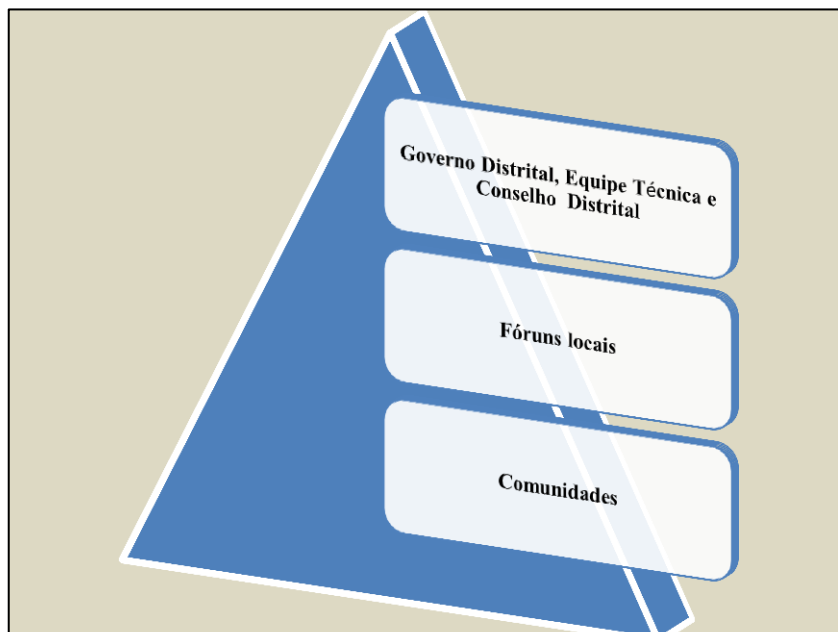 Governo Distrital, Equipe Técnica e
Conselho Distrital
Fóruns locais
Comunidades